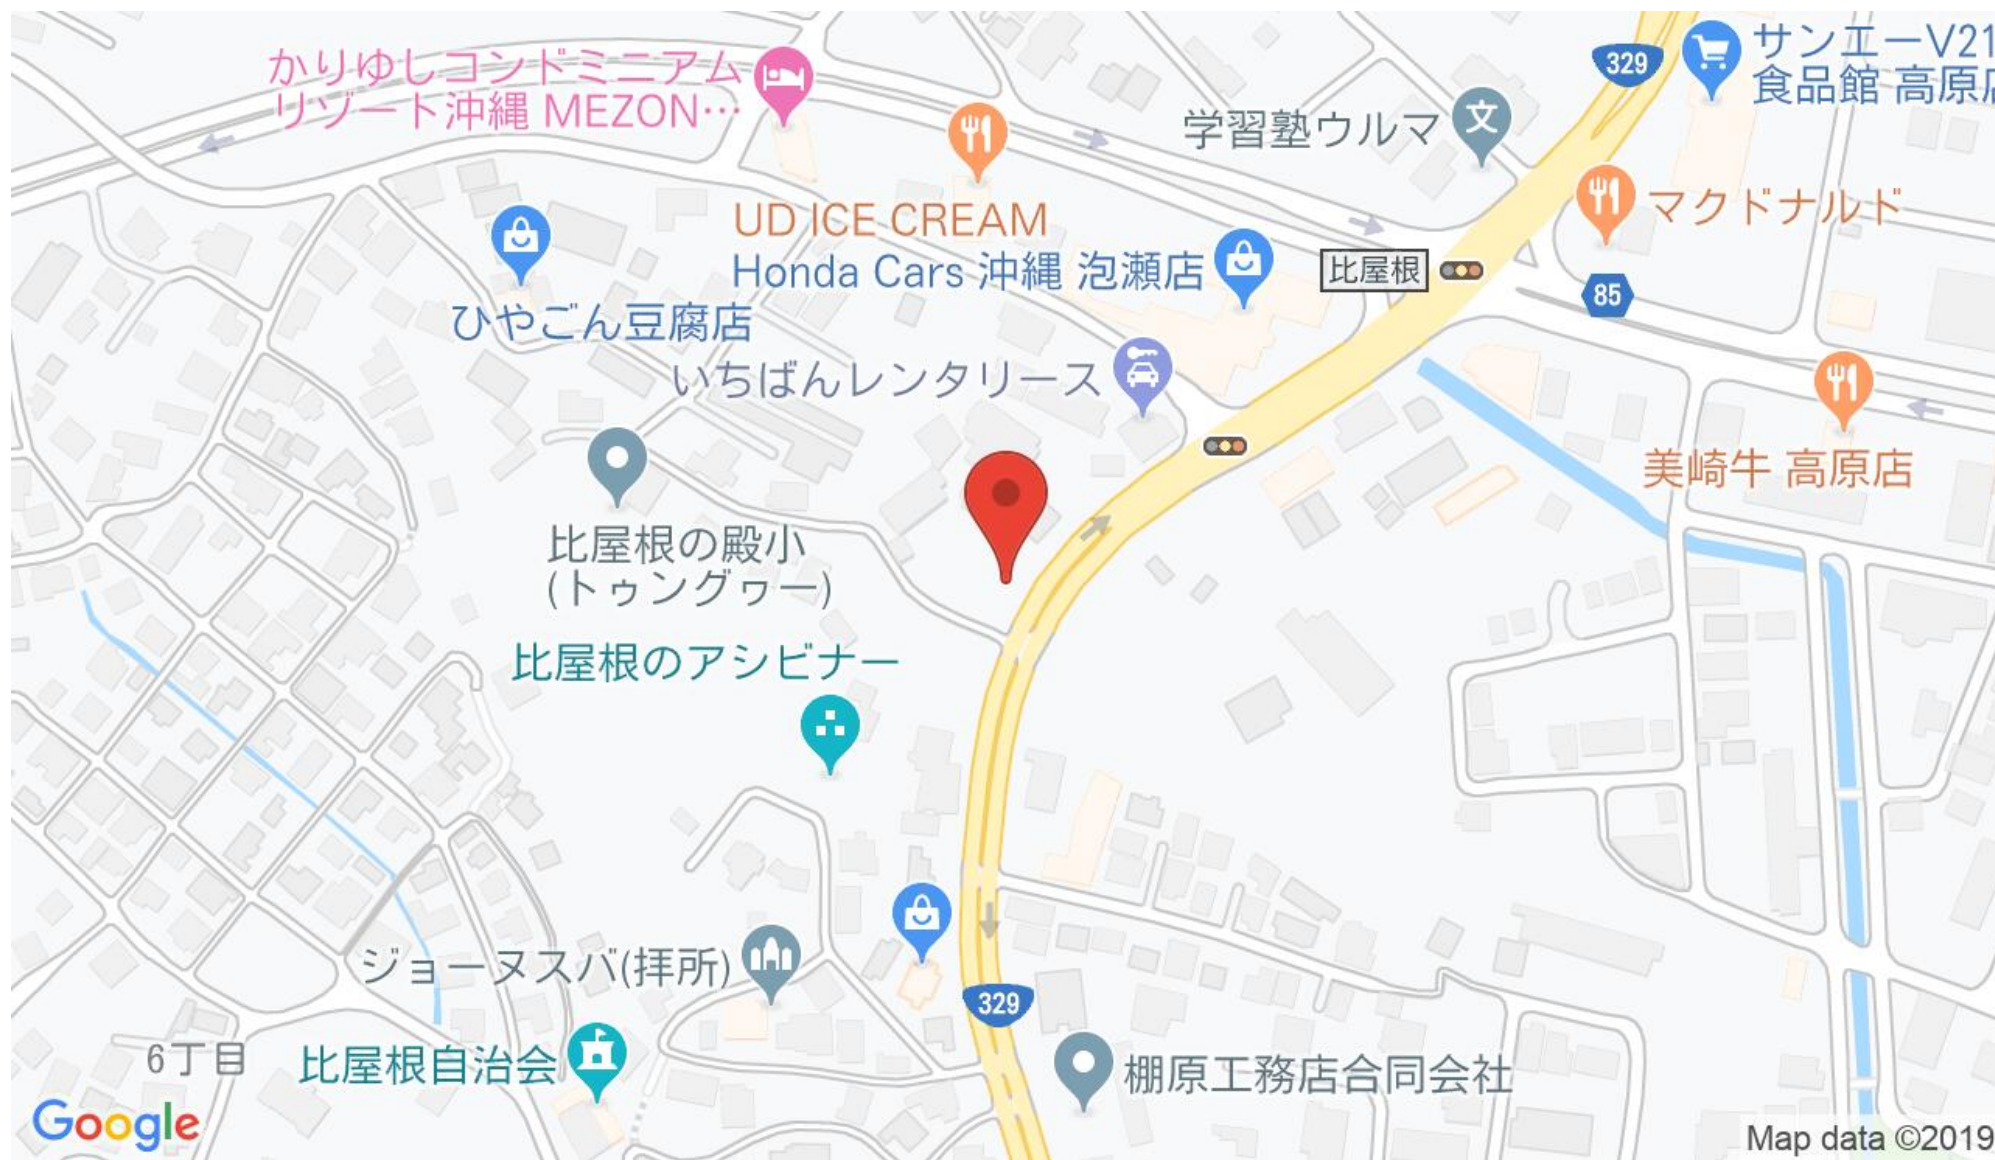 かりゆしコンドミニアム
リゾート沖縄 MEZON…
329
サンエーV21
食品館 高原店
学習塾ウルマ
マクドナルド
UD ICE CREAM
Honda Cars 沖縄 泡瀬店
比屋根
85
ひやごん豆腐店
いちばんレンタリース
美崎牛 高原店
比屋根の殿小
(トゥングヮー)
比屋根のアシビナー
ジョーヌスバ(拝所)
329
6丁目
比屋根自治会
棚原工務店合同会社
Google
Map data ©2019
文